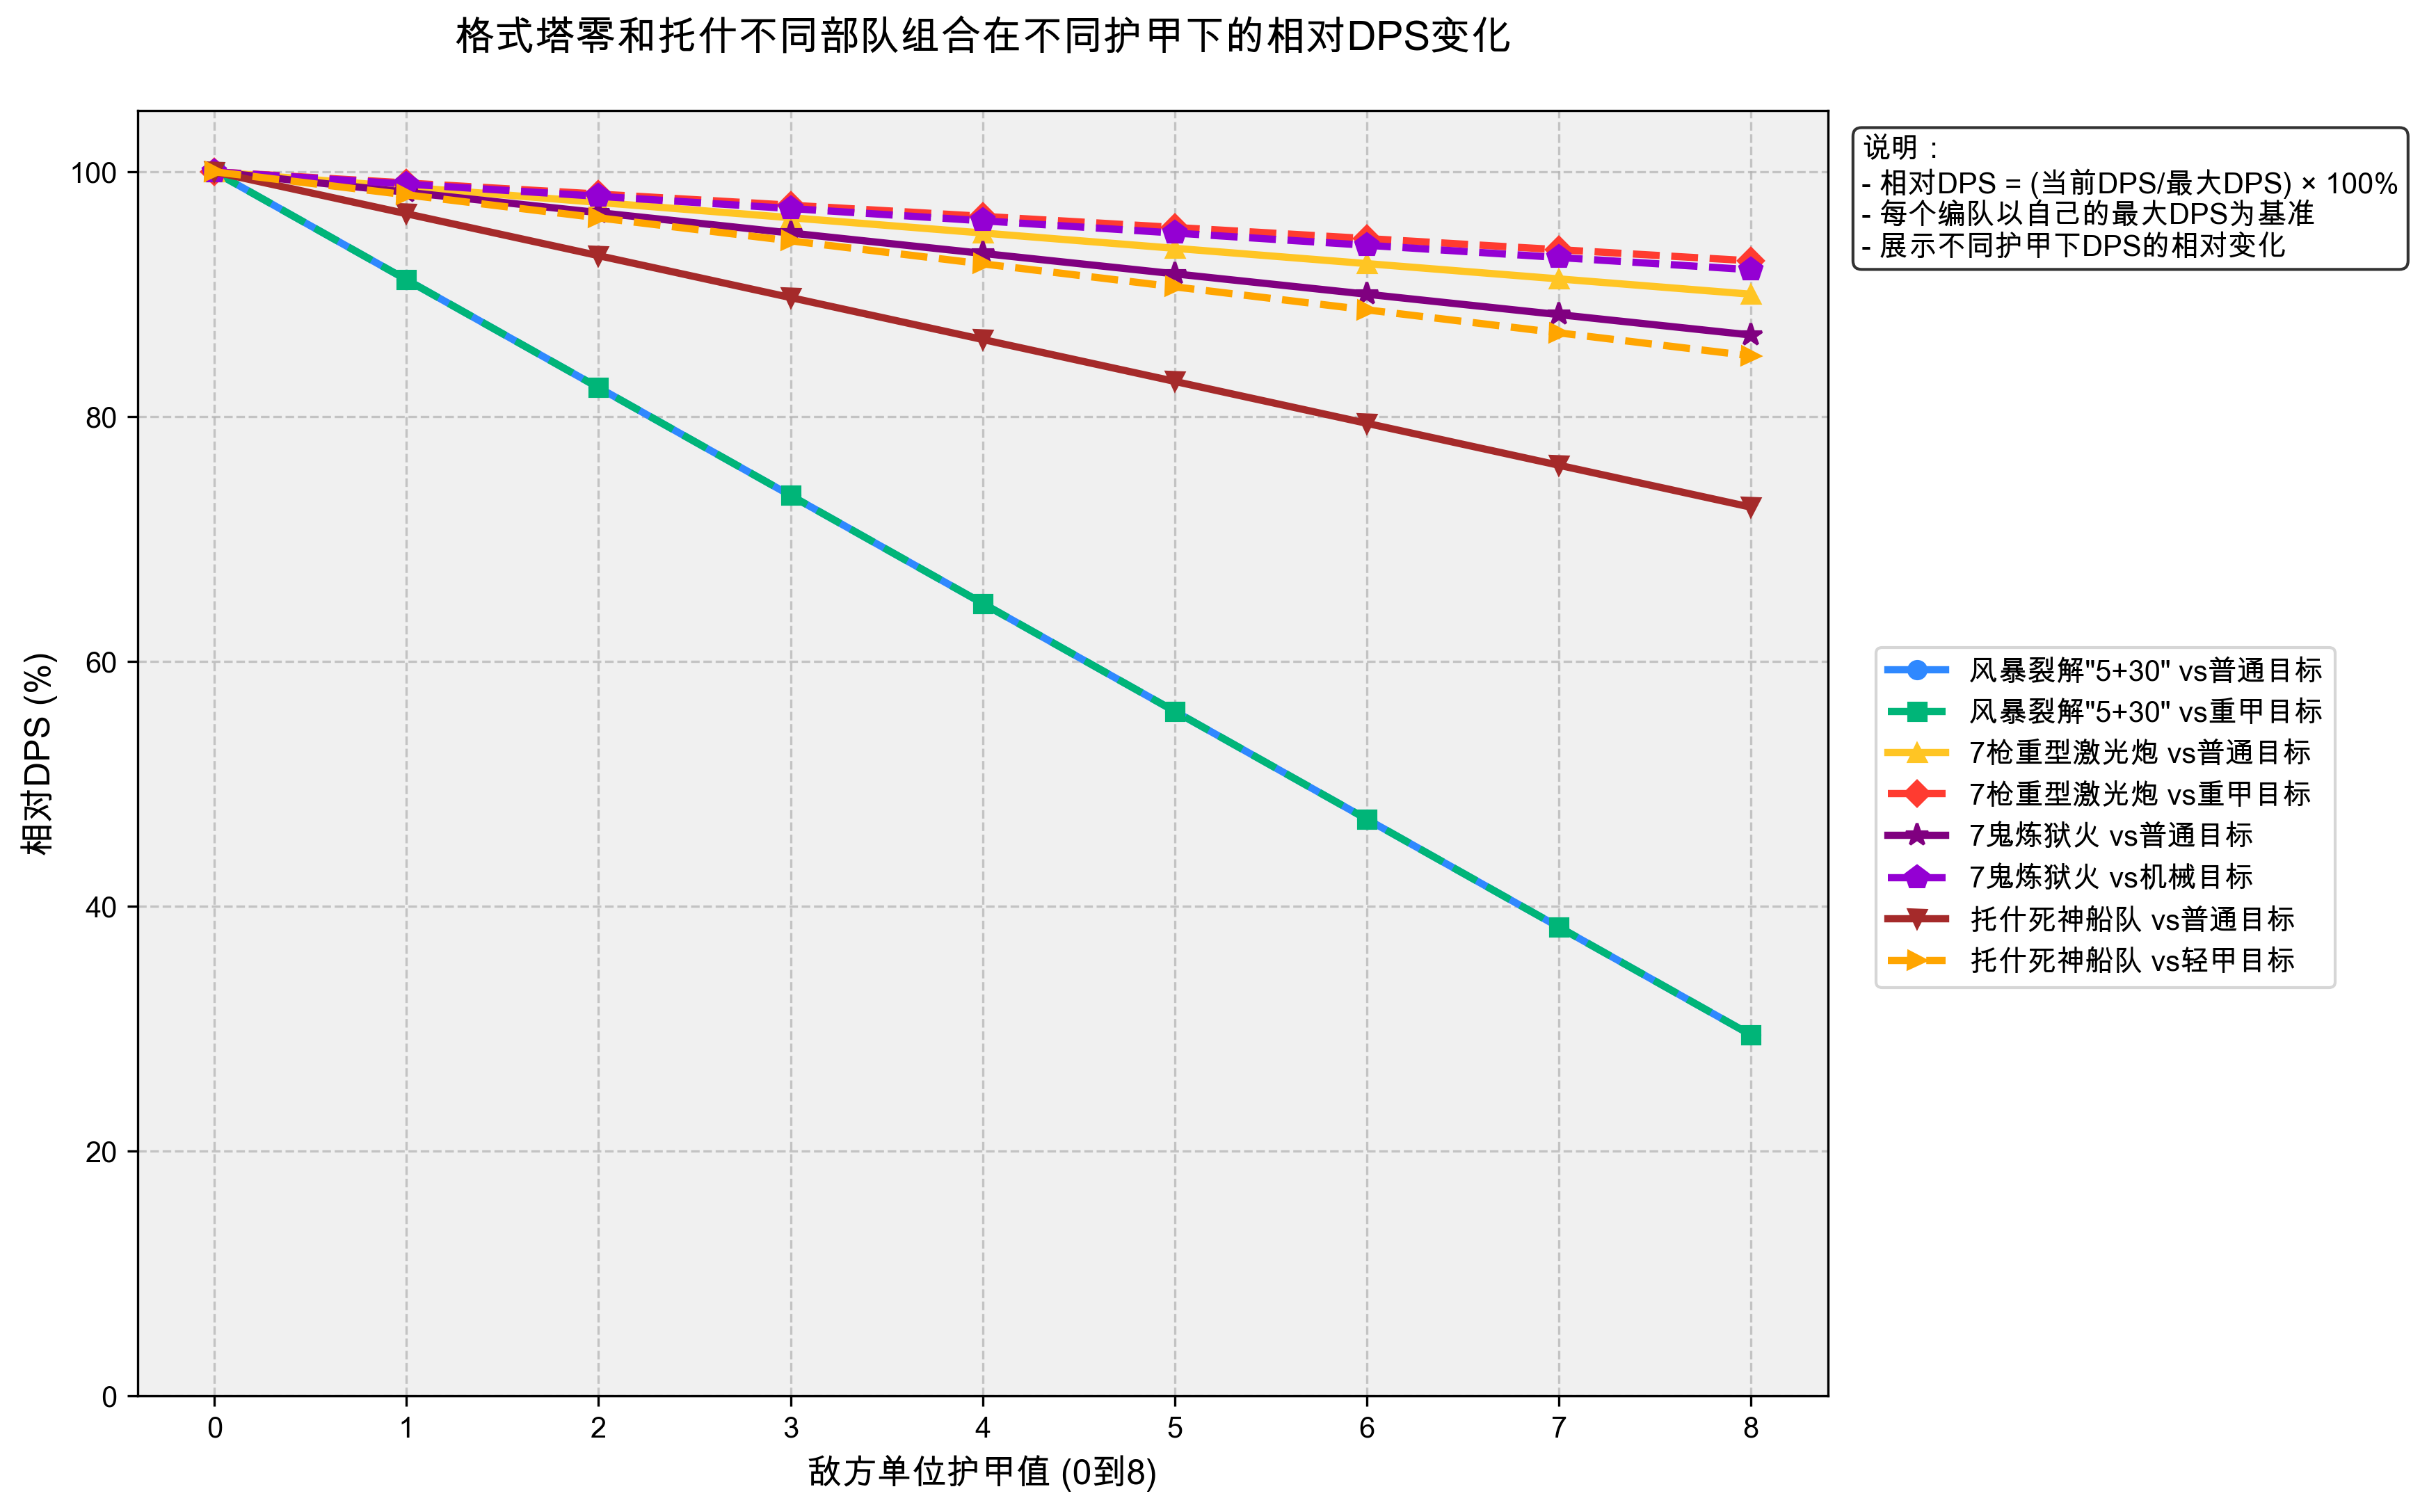 格式塔零和托什不同部队组合在不同护甲下的相对DPS变化
说明：
- 相对DPS = (当前DPS/最大DPS) × 100%
- 每个编队以自己的最大DPS为基准
- 展示不同护甲下DPS的相对变化
相对DPS (%)
100
80
60
40
20
0
0 1 2 3 4 5 6 7 8
敌方单位护甲值 (0到8)
风暴裂解"5+30" vs普通目标
风暴裂解"5+30" vs重甲目标
7枪重型激光炮 vs普通目标
7枪重型激光炮 vs重甲目标
7鬼炼狱火 vs普通目标
7鬼炼狱火 vs机械目标
托什死神船队 vs普通目标
托什死神船队 vs轻甲目标